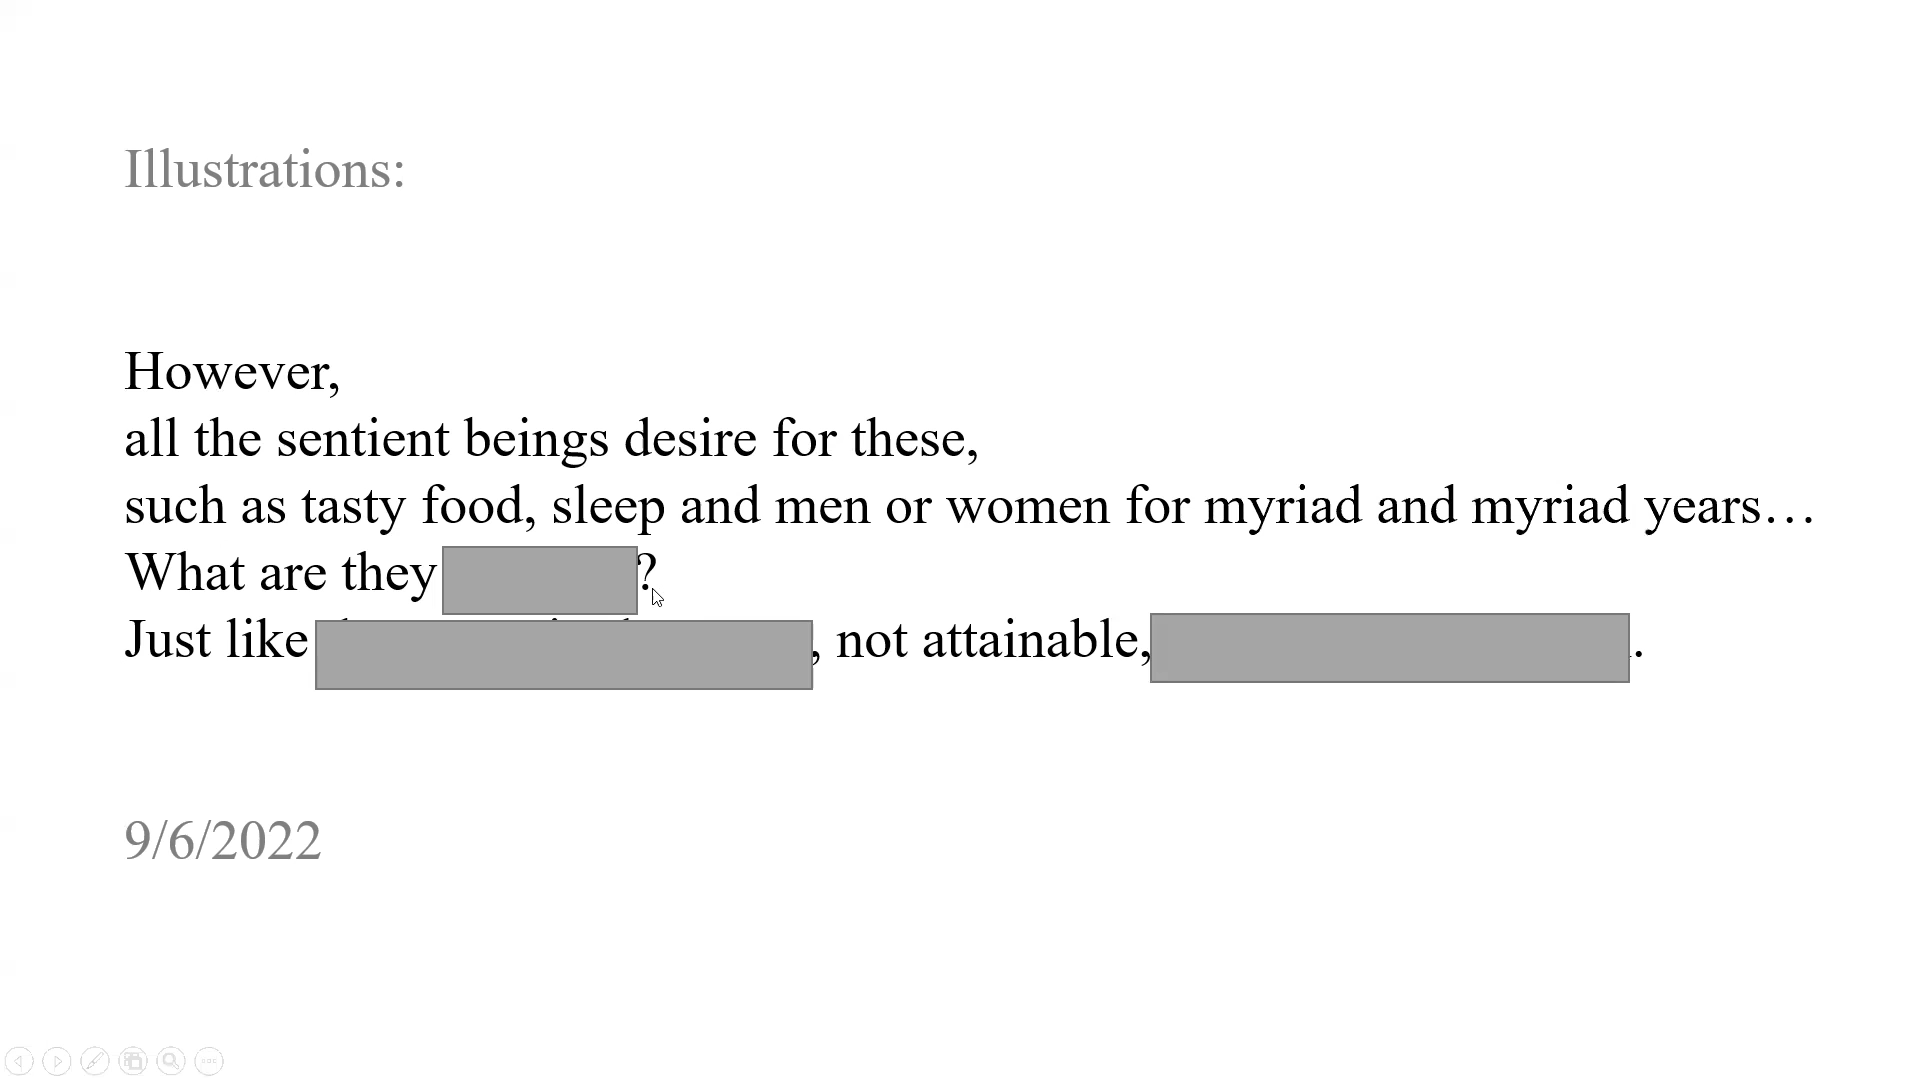 Illustrations:
However,
all the sentient beings desire for these,
such as tasty food, sleep and men or women for myriad and myriad years…
What are they ?
Just like , not attainable, .
9/6/2022